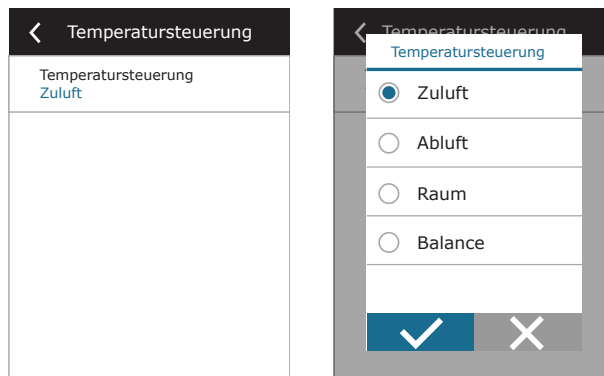 Temperatursteuerung
Temperatursteuerung
Zuluft
Temperatursteuerung
Temperatursteuerung
Zuluft
Abluft
Raum
Balance